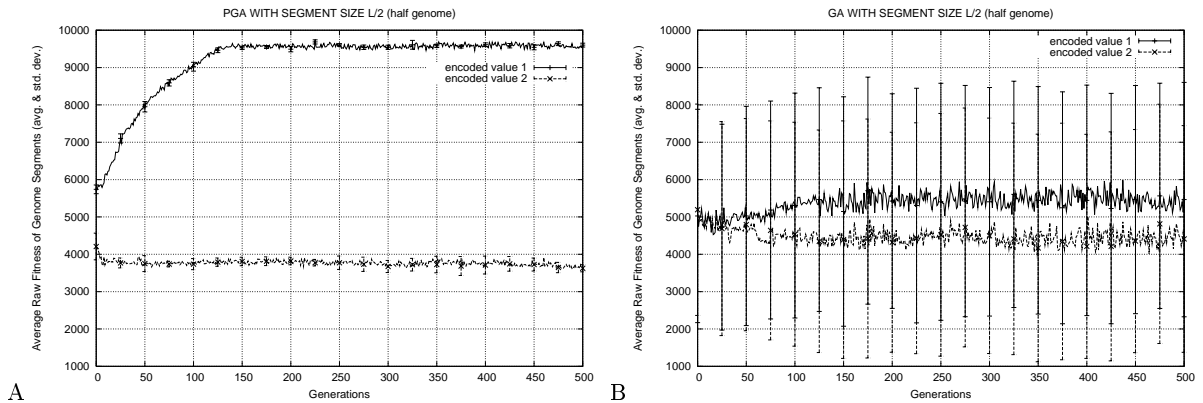 PGA WITH SEGMENT SIZE L/2 (half genome)
Average Raw Fitness of Genome Segments (avg. & std. dev.)
10000
9000
8000
7000
6000
5000
4000
3000
2000
1000
encoded value 1
encoded value 2
0 50 100 150 200 250 300 350 400 450 500
Generations
A
GA WITH SEGMENT SIZE L/2 (half genome)
Average Raw Fitness of Genome Segments (avg. & std. dev.)
10000
9000
8000
7000
6000
5000
4000
3000
2000
1000
encoded value 1
encoded value 2
0 50 100 150 200 250 300 350 400 450 500
Generations
B